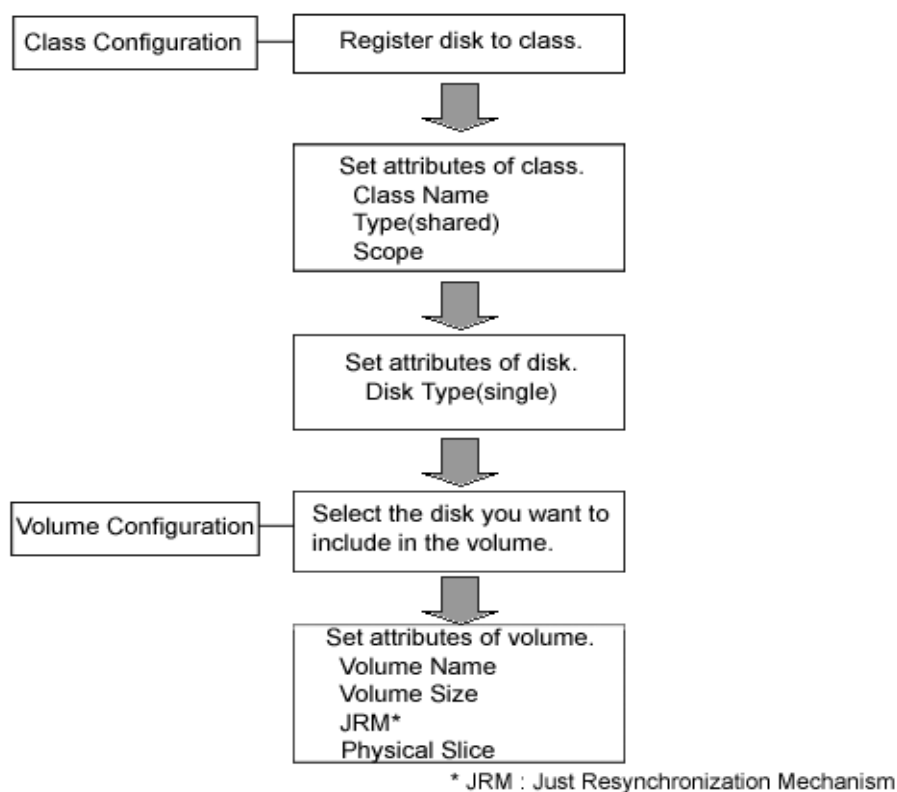 Class Configuration
Register disk to class.
Set attributes of class.
Class Name
Type(shared)
Scope
Set attributes of disk.
Disk Type(single)
Volume Configuration
Select the disk you want to
include in the volume.
Set attributes of volume.
Volume Name
Volume Size
JRM*
Physical Slice
* JRM : Just Resynchronization Mechanism